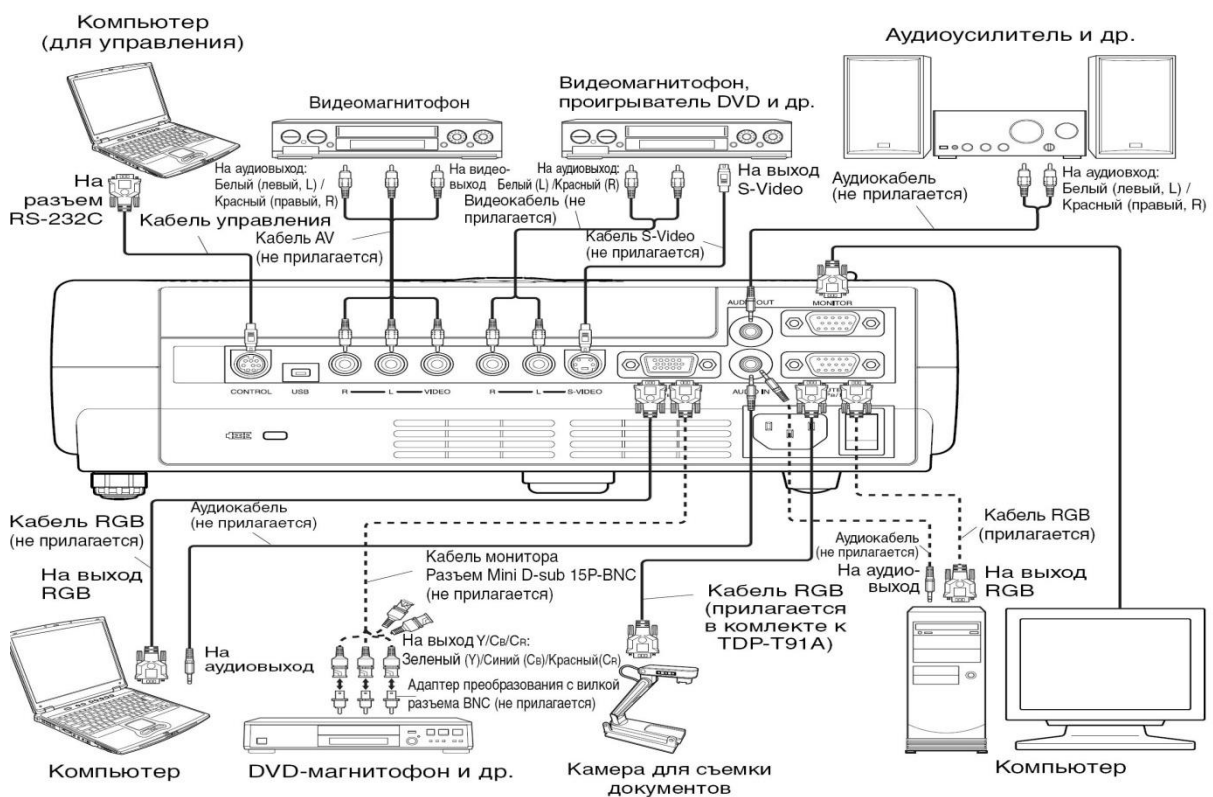 Компьютер
(для управления)
Видеомагнитофон
Видеомагнитофон,
проигрыватель DVD и др.
Аудиоусилитель и др.
На
разъем
RS-232C
Кабель управления
На аудиовыход:
Белый (левый, L) /
Красный (правый, R)
Кабель AV
(не прилагается)
На видео-
выход
На аудиовыход:
Белый (L) /Красный (R)
Видеокабель (не
прилагается)
Кабель S-Video
(не прилагается)
На выход
S-Video
Аудиокабель
(не прилагается)
На аудиовход:
Белый (левый, L) /
Красный (правый, R)
AUDIO OUT
MONITOR
CONTROL
USB
R
L
VIDEO
R
L
S-VIDEO
AUDIO IN
Кабель RGB
(не прилагается)
На выход
RGB
Аудиокабель
(не прилагается)
На
аудиовыход
Кабель монитора
Разъем Mini D-sub 15P-BNC
(не прилагается)
На выход Y/CB/CR:
Зеленый (Y)/Синий (CB)/Красный(CR)
Адаптер преобразования с вилкой
разъема BNC (не прилагается)
Кабель RGB
(прилагается
в комлекте к
TDP-T91A)
Аудиокабель
(не прилагается)
На аудио-
выход
Кабель RGB
(прилагается)
На выход
RGB
Компьютер
DVD-магнитофон и др.
Камера для съемки
документов
Компьютер